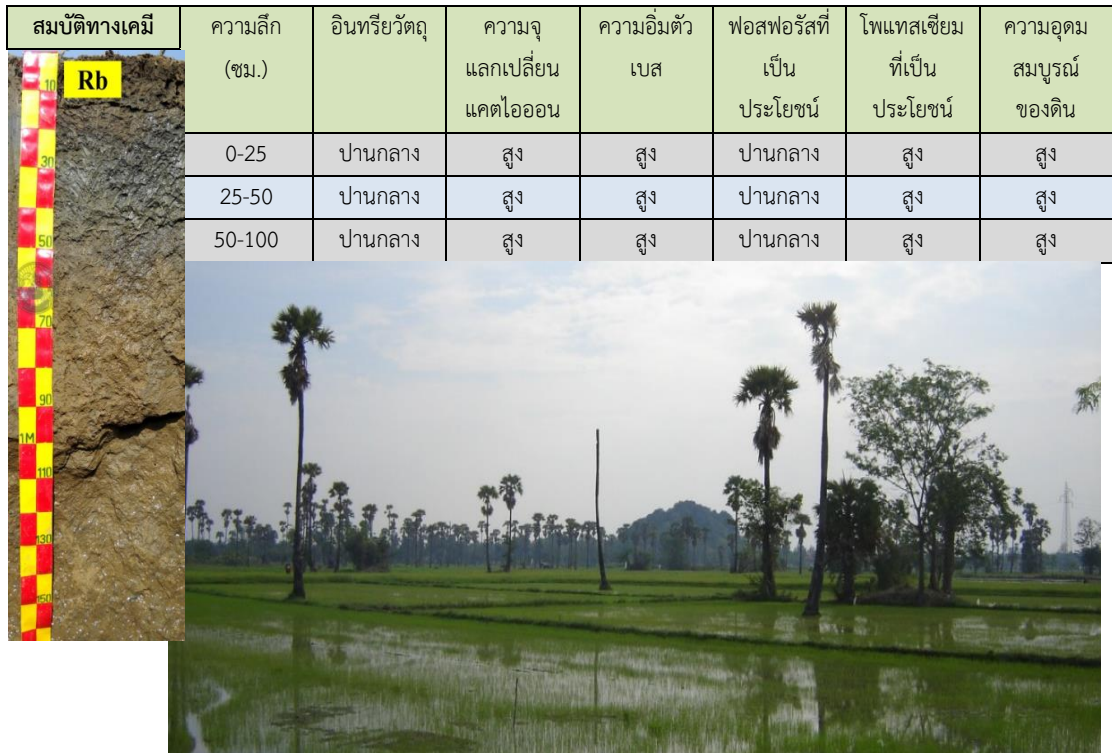 สมบัติทางเคมี ความลึก (ซม.) อินทรียวัตถุ ความจุแลกเปลี่ยนแคตไอออน ความอิ่มตัวเบส ฟอสฟอรัสที่เป็นประโยชน์ โพแทสเซียมที่เป็นประโยชน์ ความอุดมสมบูรณ์ของดิน
0-25 ปานกลาง สูง สูง ปานกลาง สูง สูง
25-50 ปานกลาง สูง สูง ปานกลาง สูง สูง
50-100 ปานกลาง สูง สูง ปานกลาง สูง สูง
Rb
10
30
50
70
90
1M
110
130
150